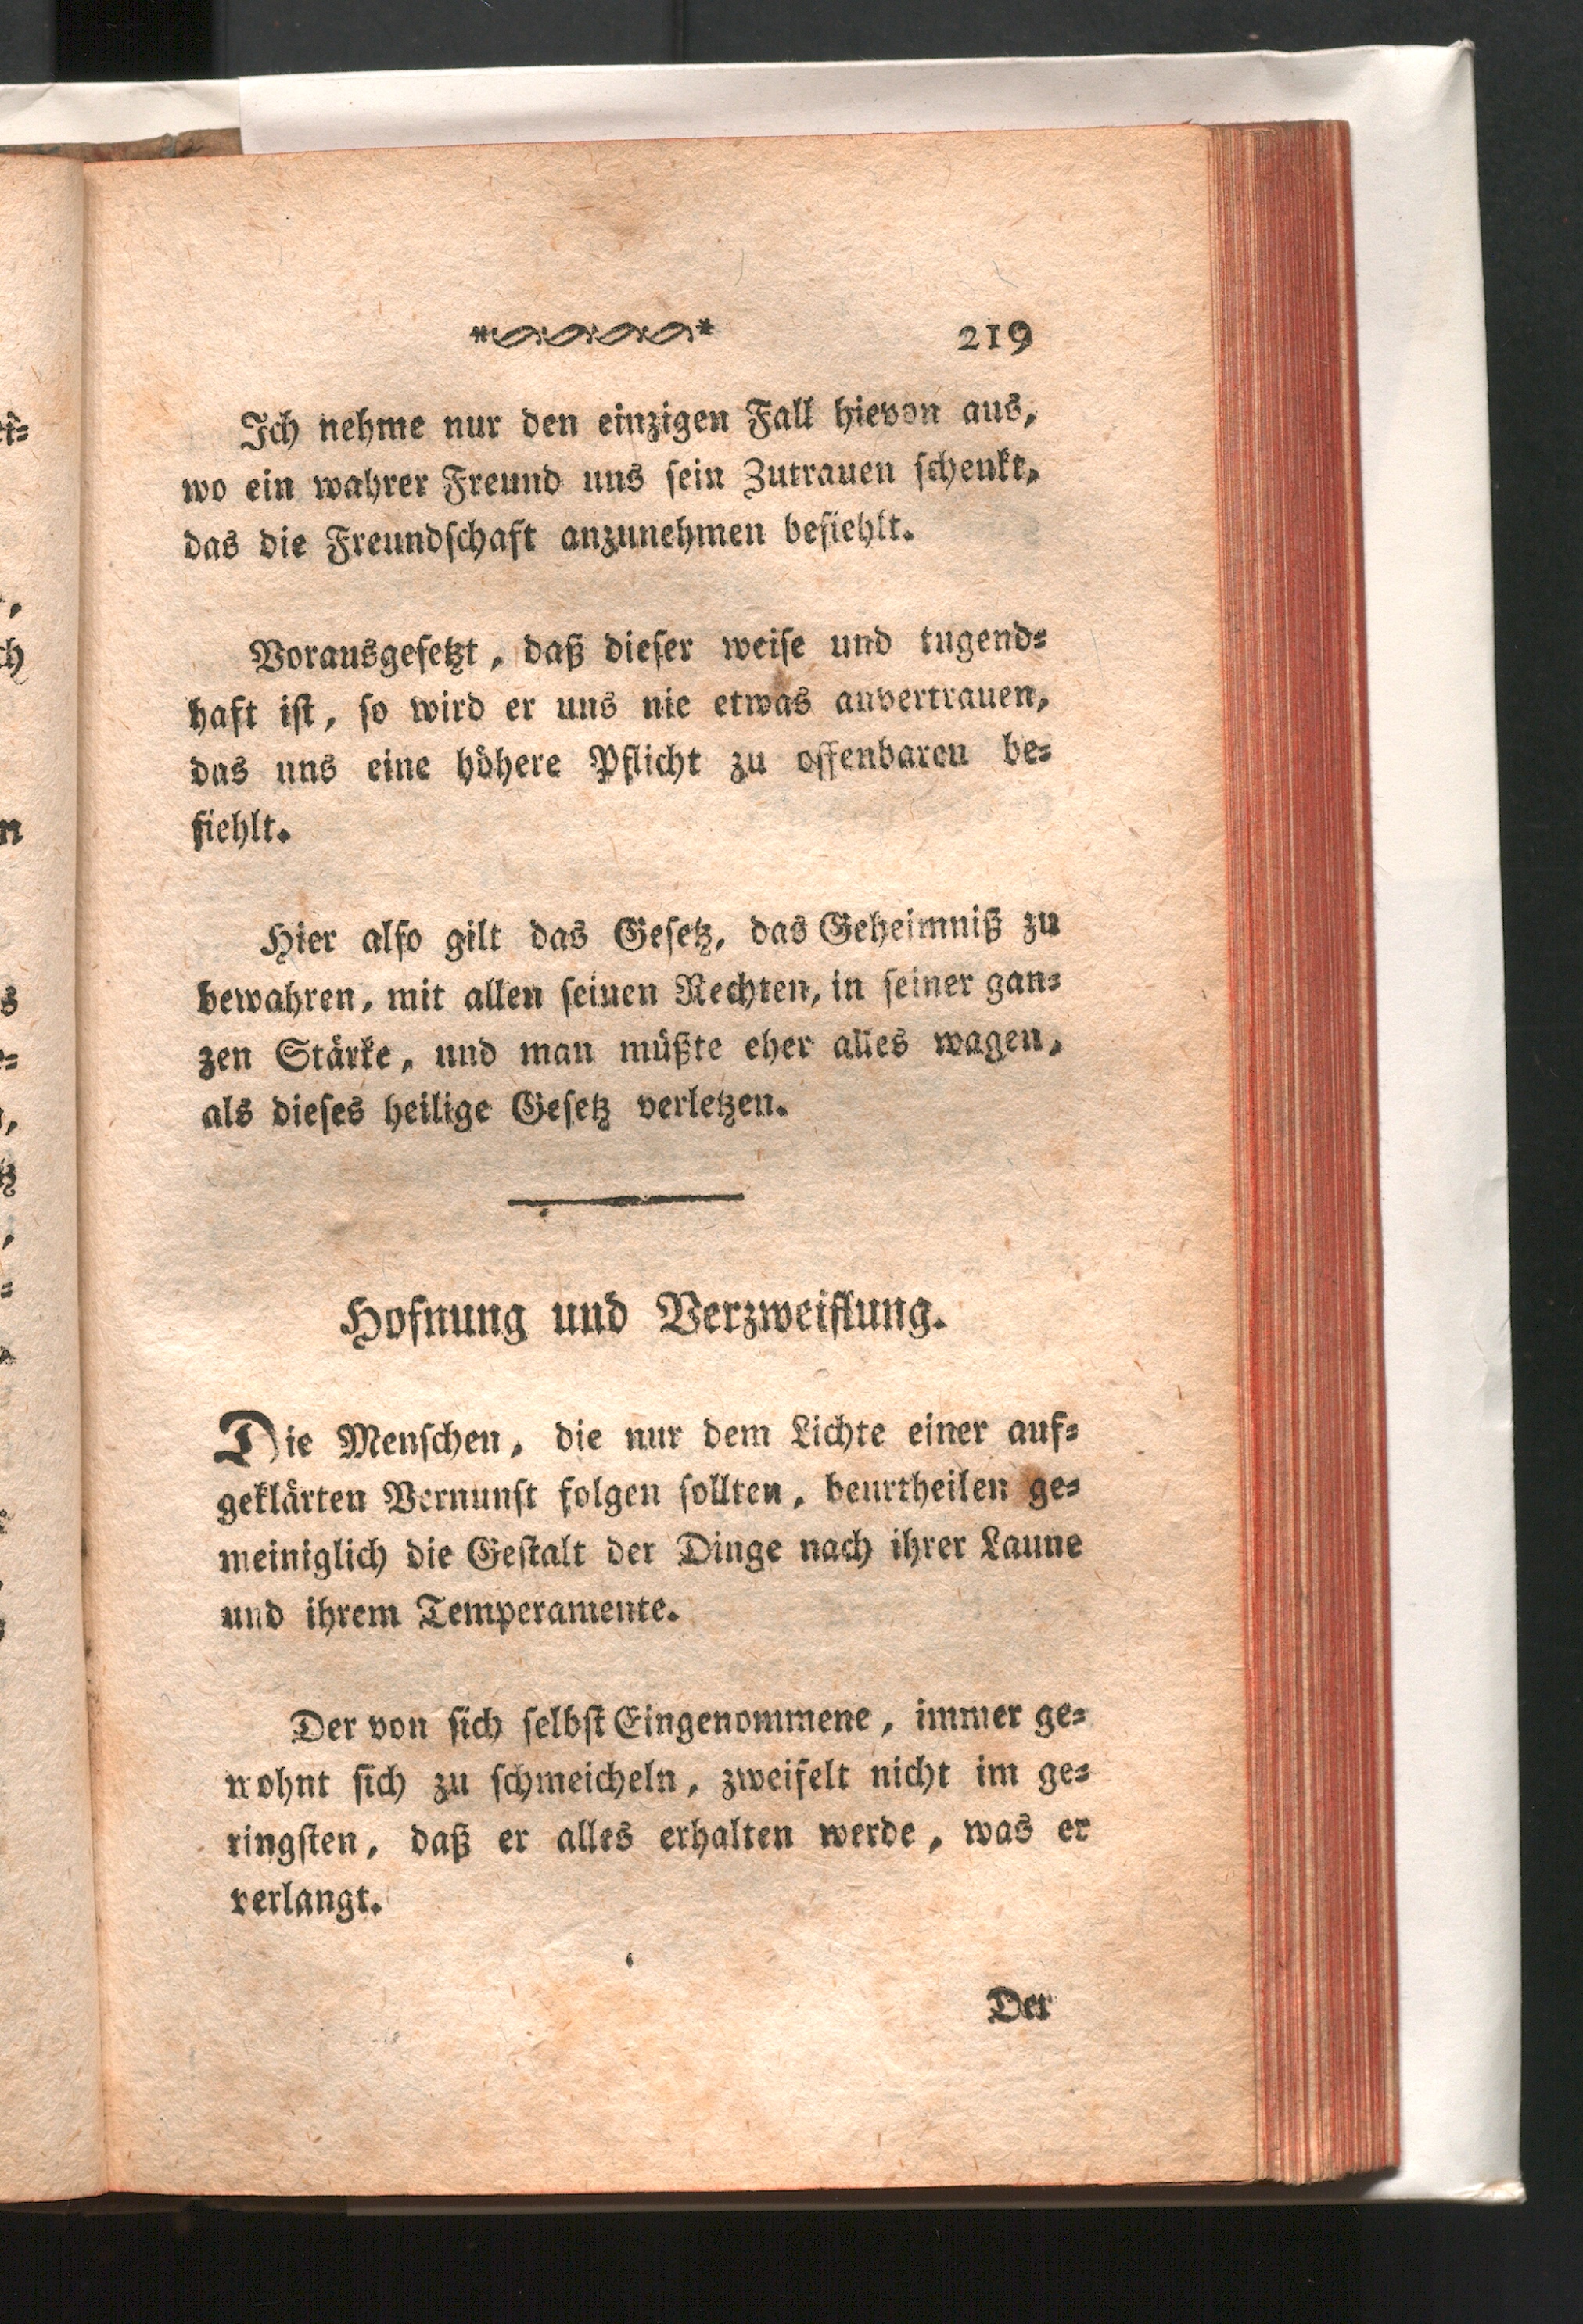 219
Ich nehme nur den einzigen Fall hievon aus,
wo ein wahrer Freund uns sein Zutrauen schenkt,
das die Freundschaft anzunehmen befiehlt.
Vorausgesetzt, daß dieser weise und tugend-
haft ist, so wird er uns nie etwas anvertrauen,
das uns eine höhere Pflicht zu offenbaren be-
fiehlt.
Hier also gilt das Gesetz, das Geheimniß zu
bewahren, mit allen seinen Rechten, in seiner gan-
zen Stärke, und man müßte eher alles wagen,
als dieses heilige Gesetz verletzen.
Hofnung und Verzweiflung.
Die Menschen, die nur dem Lichte einer auf-
geklärten Vernunft folgen sollten, beurtheilen ge-
meiniglich die Gestalt der Dinge nach ihrer Laune
und ihrem Temperamente.
Der von sich selbst Eingenommene, immer ge-
wohnt sich zu schmeicheln, zweifelt nicht im ge-
ringsten, daß er alles erhalten werde, was er
verlangt.
Der